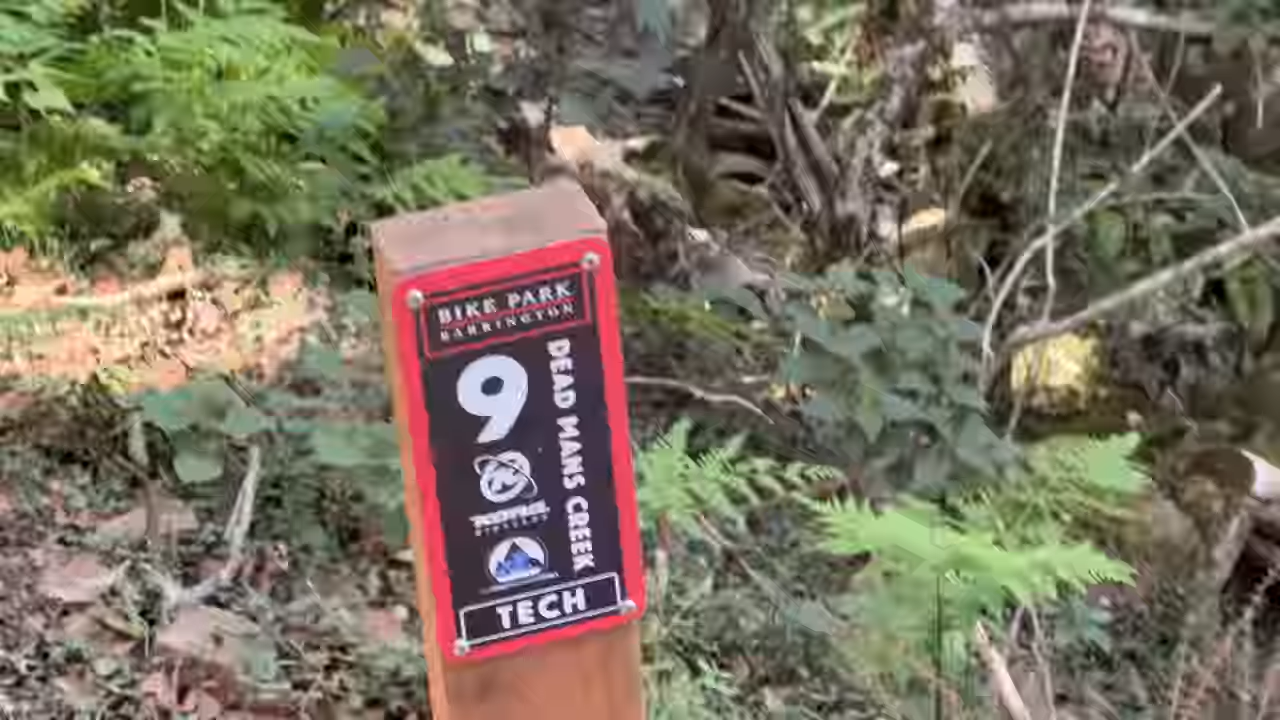 BIKE PARK
BARRINGTON
9
DEAD MANS CREEK
TECH